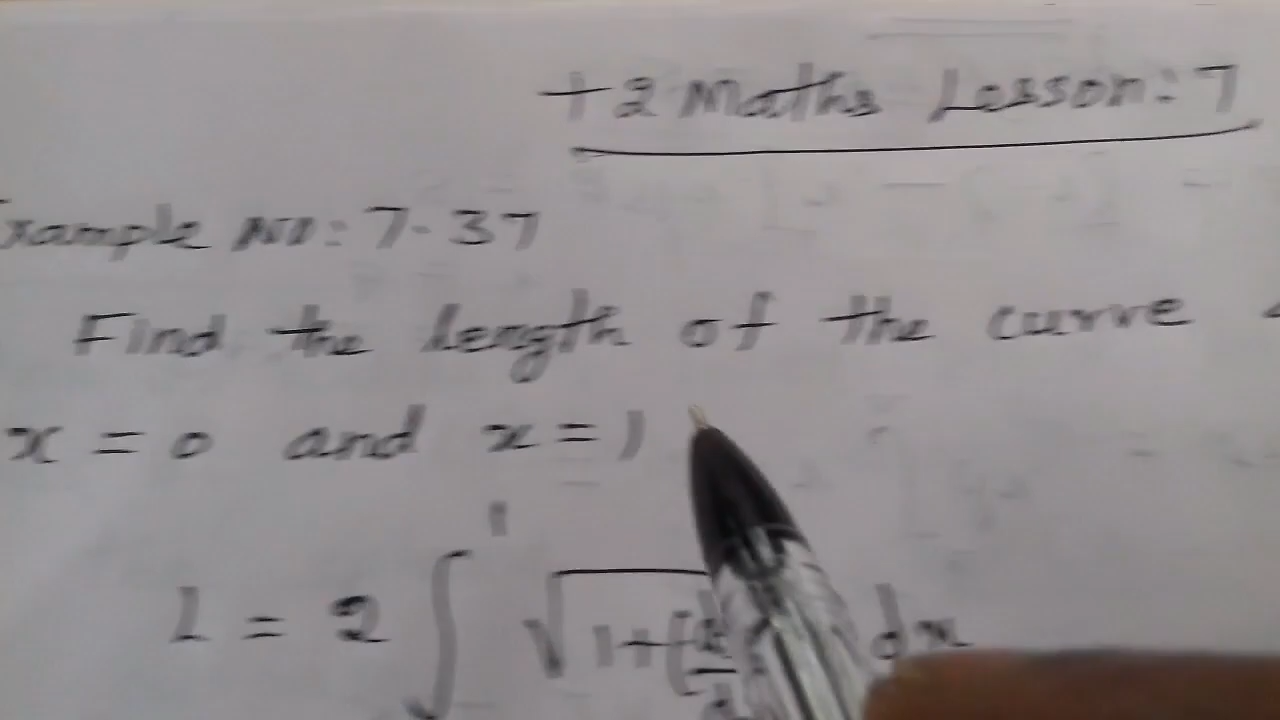 +2 Maths Lesson: 7
Example No: 7.37
Find the length of the curve
x = 0 and x = 1
L = 2 ∫ 1 √1+( dx